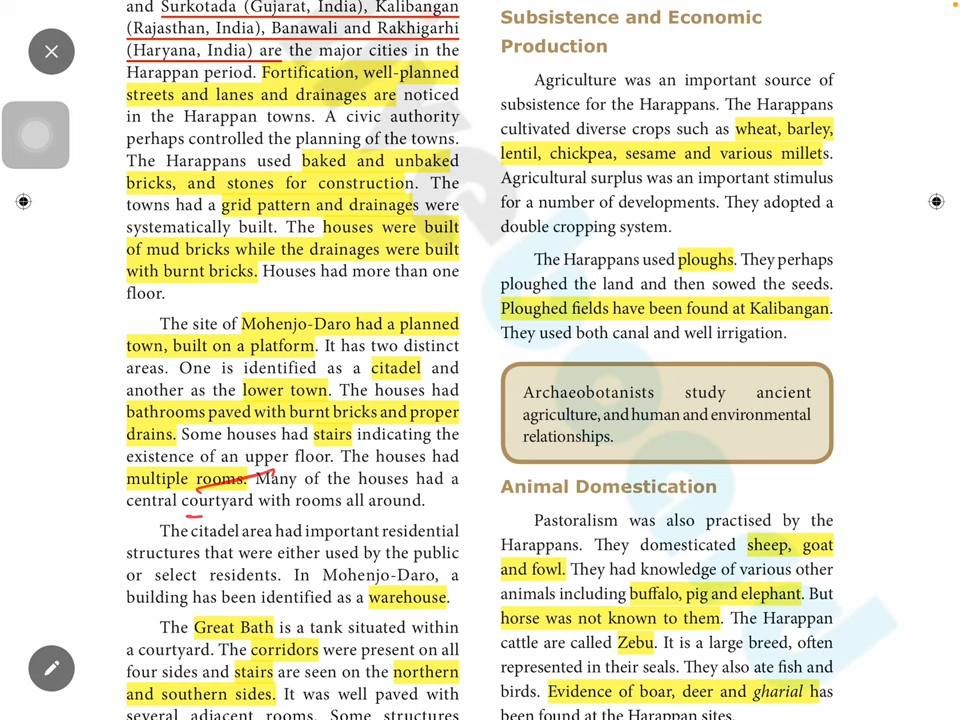 and Surkotada (Gujarat, India), Kalibangan
(Rajasthan, India), Banawali and Rakhigarhi
(Haryana, India) are the major cities in the
Harappan period. Fortification, well-planned
streets and lanes and drainages are noticed
in the Harappan towns. A civic authority
perhaps controlled the planning of the towns.
The Harappans used baked and unbaked
bricks, and stones for construction. The
towns had a grid pattern and drainages were
systematically built. The houses were built
of mud bricks while the drainages were built
with burnt bricks. Houses had more than one
floor.
The site of Mohenjo-Daro had a planned
town, built on a platform. It has two distinct
areas. One is identified as a citadel and
another as the lower town. The houses had
bathrooms paved with burnt bricks and proper
drains. Some houses had stairs indicating the
existence of an upper floor. The houses had
multiple rooms. Many of the houses had a
central courtyard with rooms all around.
The citadel area had important residential
structures that were either used by the public
or select residents. In Mohenjo-Daro, a
building has been identified as a warehouse.
The Great Bath is a tank situated within
a courtyard. The corridors were present on all
four sides and stairs are seen on the northern
and southern sides. It was well paved with
several adjacent rooms. Some structures
Subsistence and Economic
Production
Agriculture was an important source of
subsistence for the Harappans. The Harappans
cultivated diverse crops such as wheat, barley,
lentil, chickpea, sesame and various millets.
Agricultural surplus was an important stimulus
for a number of developments. They adopted a
double cropping system.
The Harappans used ploughs. They perhaps
ploughed the land and then sowed the seeds.
Ploughed fields have been found at Kalibangan.
They used both canal and well irrigation.
Archaeobotanists study ancient
agriculture, and human and environmental
relationships.
Animal Domestication
Pastoralism was also practised by the
Harappans. They domesticated sheep, goat
and fowl. They had knowledge of various other
animals including buffalo, pig and elephant. But
horse was not known to them. The Harappan
cattle are called Zebu. It is a large breed, often
represented in their seals. They also ate fish and
birds. Evidence of boar, deer and gharial has
been found at the Harappan sites.